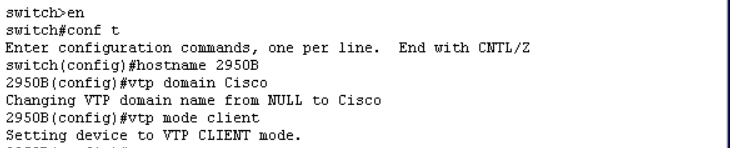 switch>en
switch#conf t
Enter configuration commands, one per line.  End with CNTL/Z
switch(config)#hostname 2950B
2950B(config)#vtp domain Cisco
Changing VTP domain name from NULL to Cisco
2950B(config)#vtp mode client
Setting device to VTP CLIENT mode.